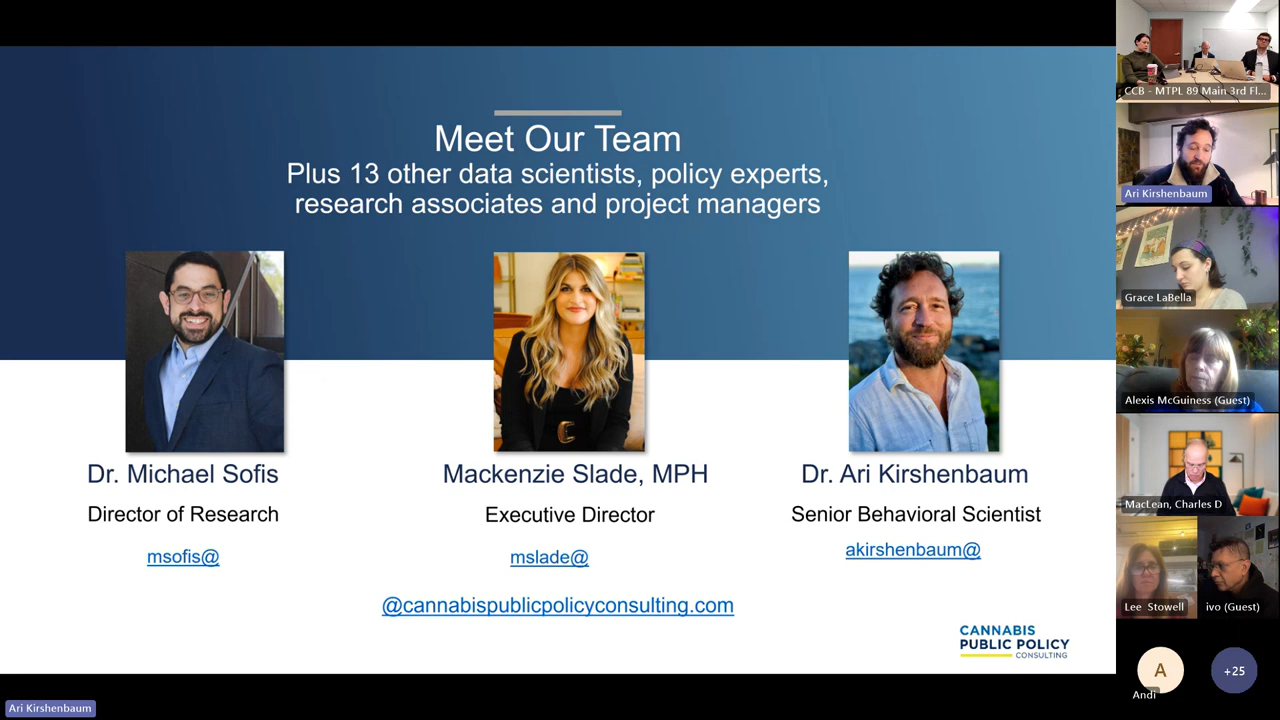 Meet Our Team
Plus 13 other data scientists, policy experts,
research associates and project managers
Dr. Michael Sofis
Director of Research
msofis@
Mackenzie Slade, MPH
Executive Director
mslade@
Dr. Ari Kirshenbaum
Senior Behavioral Scientist
akirshenbaum@
@cannabispublicpolicyconsulting.com
CANNABIS
PUBLIC POLICY
CONSULTING
CCB - MTPL 89 Main 3rd Fl...
Ari Kirshenbaum
Grace LaBella
Alexis McGuiness (Guest)
MacLean, Charles D
Lee Stowell
ivo (Guest)
A
Andi
+25
Ari Kirshenbaum